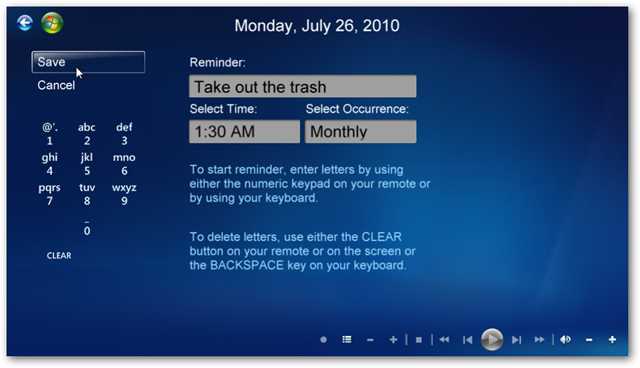 Monday, July 26, 2010
Save
Cancel
Reminder:
Take out the trash
Select Time: Select Occurrence:
1:30 AM Monthly
@'. abc def
1 2 3
ghi jkl mno
4 5 6
pqrs tuv wxyz
7 8 9
_
0
CLEAR
To start reminder, enter letters by using
either the numeric keypad on your remote or
by using your keyboard.
To delete letters, use either the CLEAR
button on your remote or on the screen or
the BACKSPACE key on your keyboard.